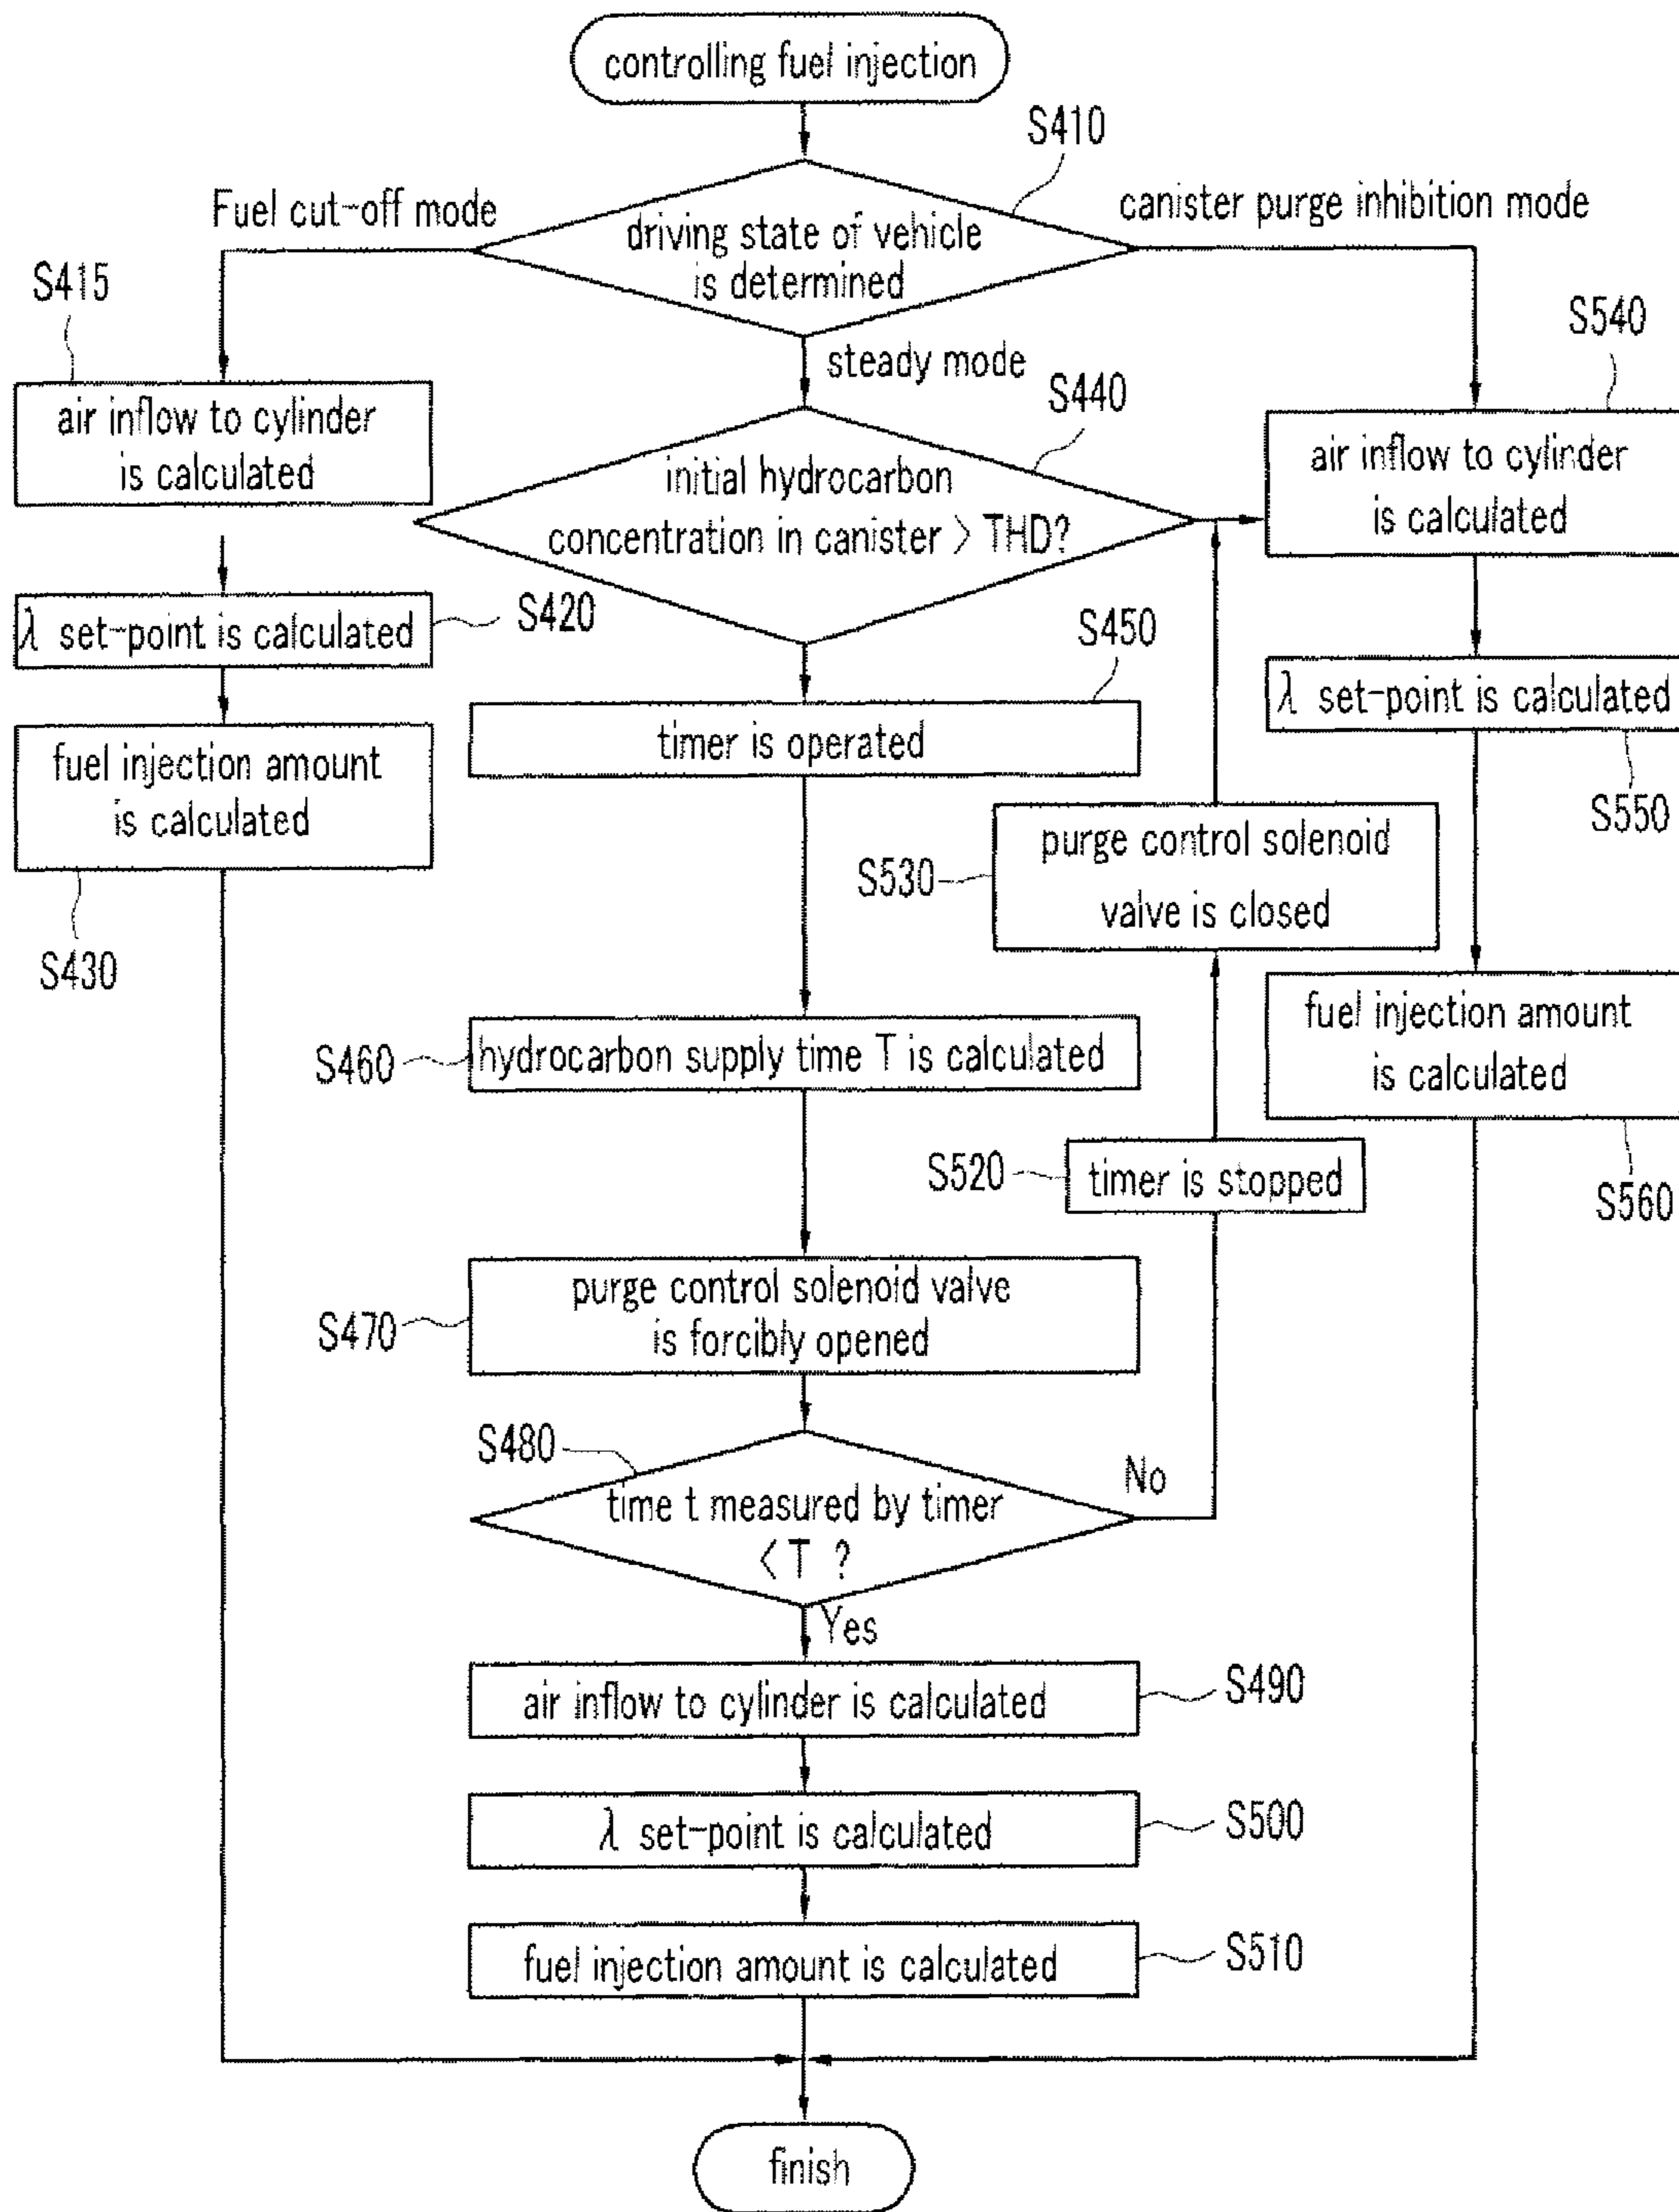 controlling fuel injection
S410
Fuel cut-off mode
canister purge inhibition mode
driving state of vehicle
is determined
S415
steady mode
S540
air inflow to cylinder
is calculated
S440
initial hydrocarbon
concentration in canister > THD?
air inflow to cylinder
is calculated
λ set-point is calculated
S420
S450
λ set-point is calculated
S550
fuel injection amount
is calculated
S430
timer is operated
purge control solenoid
valve is closed
S530
S460
hydrocarbon supply time T is calculated
fuel injection amount
is calculated
S560
S520
timer is stopped
S470
purge control solenoid valve
is forcibly opened
S480
time t measured by timer
< T ?
No
Yes
air inflow to cylinder is calculated
S490
λ set-point is calculated
S500
fuel injection amount is calculated
S510
finish